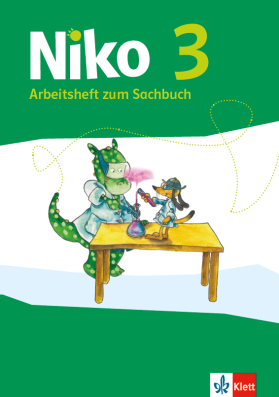 Niko 3
Arbeitsheft zum Sachbuch
Klett